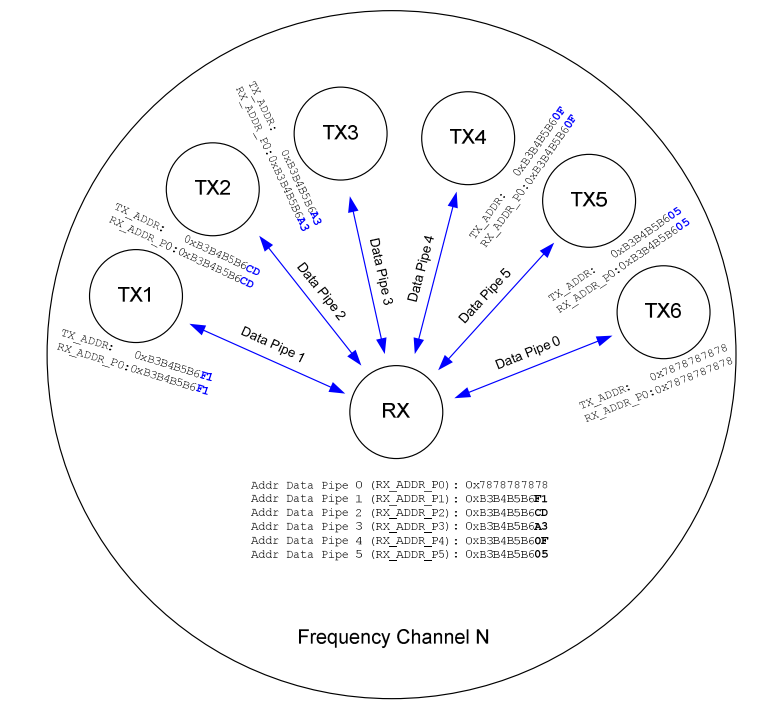 TX1
TX_ADDR: 0xB3B4B5B6F1
RX_ADDR_P0:0xB3B4B5B6F1
TX2
TX_ADDR: 0xB3B4B5B6CD
RX_ADDR_P0:0xB3B4B5B6CD
TX3
TX_ADDR: 0xB3B4B5B6A3
RX_ADDR_P0:0xB3B4B5B6A3
TX4
TX_ADDR: 0xB3B4B5B60F
RX_ADDR_P0:0xB3B4B5B60F
TX5
TX_ADDR: 0xB3B4B5B605
RX_ADDR_P0:0xB3B4B5B605
TX6
TX_ADDR: 0x7878787878
RX_ADDR_P0:0x7878787878
Data Pipe 1
Data Pipe 2
Data Pipe 3
Data Pipe 4
Data Pipe 5
Data Pipe 0
RX
Addr Data Pipe 0 (RX_ADDR_P0): 0x7878787878
Addr Data Pipe 1 (RX_ADDR_P1): 0xB3B4B5B6F1
Addr Data Pipe 2 (RX_ADDR_P2): 0xB3B4B5B6CD
Addr Data Pipe 3 (RX_ADDR_P3): 0xB3B4B5B6A3
Addr Data Pipe 4 (RX_ADDR_P4): 0xB3B4B5B60F
Addr Data Pipe 5 (RX_ADDR_P5): 0xB3B4B5B605
Frequency Channel N